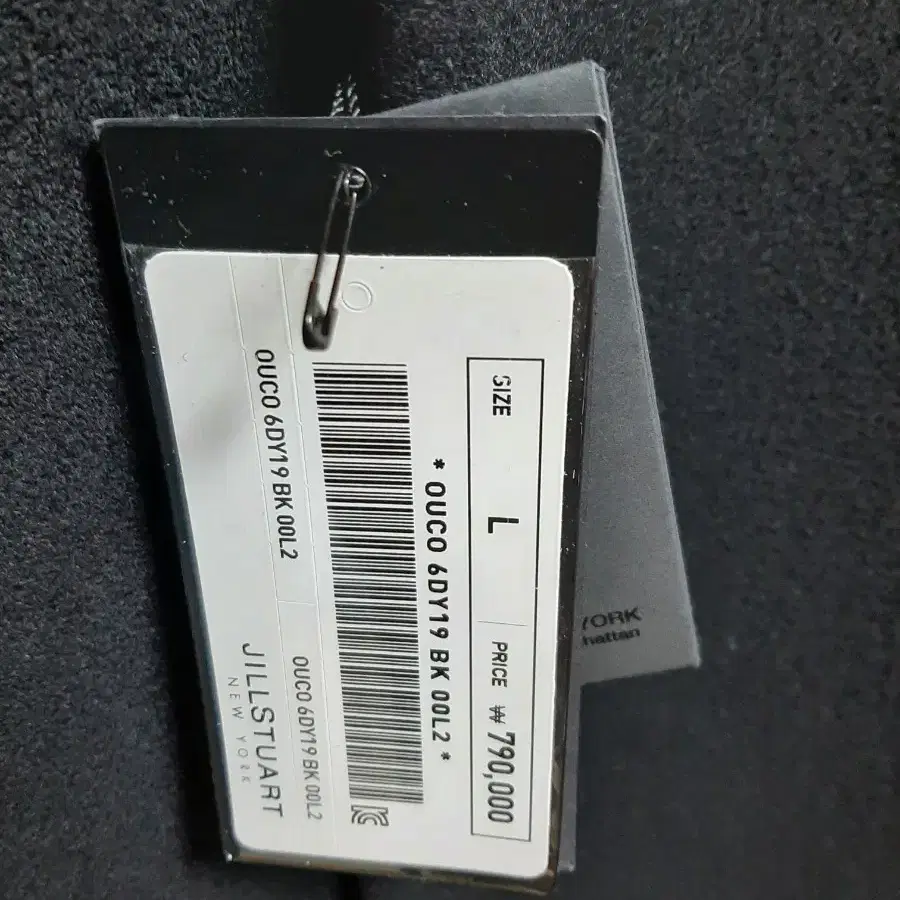 SIZE L PRICE ₩ 790,000
* OUCO 6DY19 BK 00L2 *
OUCO 6DY19 BK 00L2
OUCO 6DY19 BK 00L2
JILLSTUART
NEW YORK
YORK
hattan